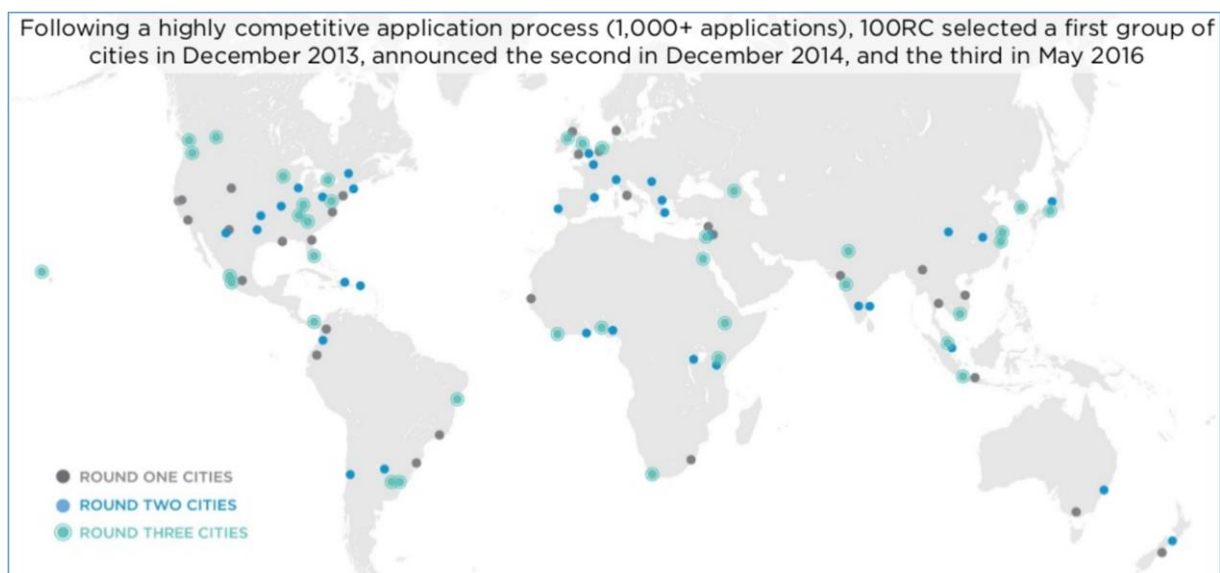 Following a highly competitive application process (1,000+ applications), 100RC selected a first group of
cities in December 2013, announced the second in December 2014, and the third in May 2016
ROUND ONE CITIES
ROUND TWO CITIES
ROUND THREE CITIES